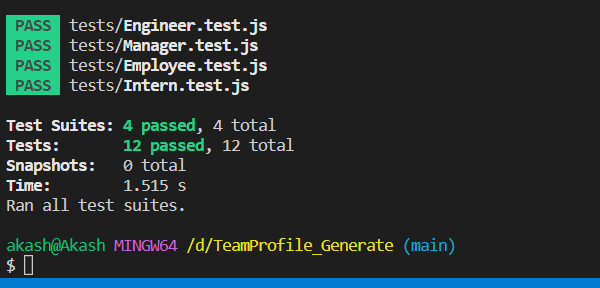 PASS tests/Engineer.test.js
PASS tests/Manager.test.js
PASS tests/Employee.test.js
PASS tests/Intern.test.js
Test Suites: 4 passed, 4 total
Tests: 12 passed, 12 total
Snapshots: 0 total
Time: 1.515 s
Ran all test suites.
akash@Akash MINGW64 /d/TeamProfile_Generate (main)
$